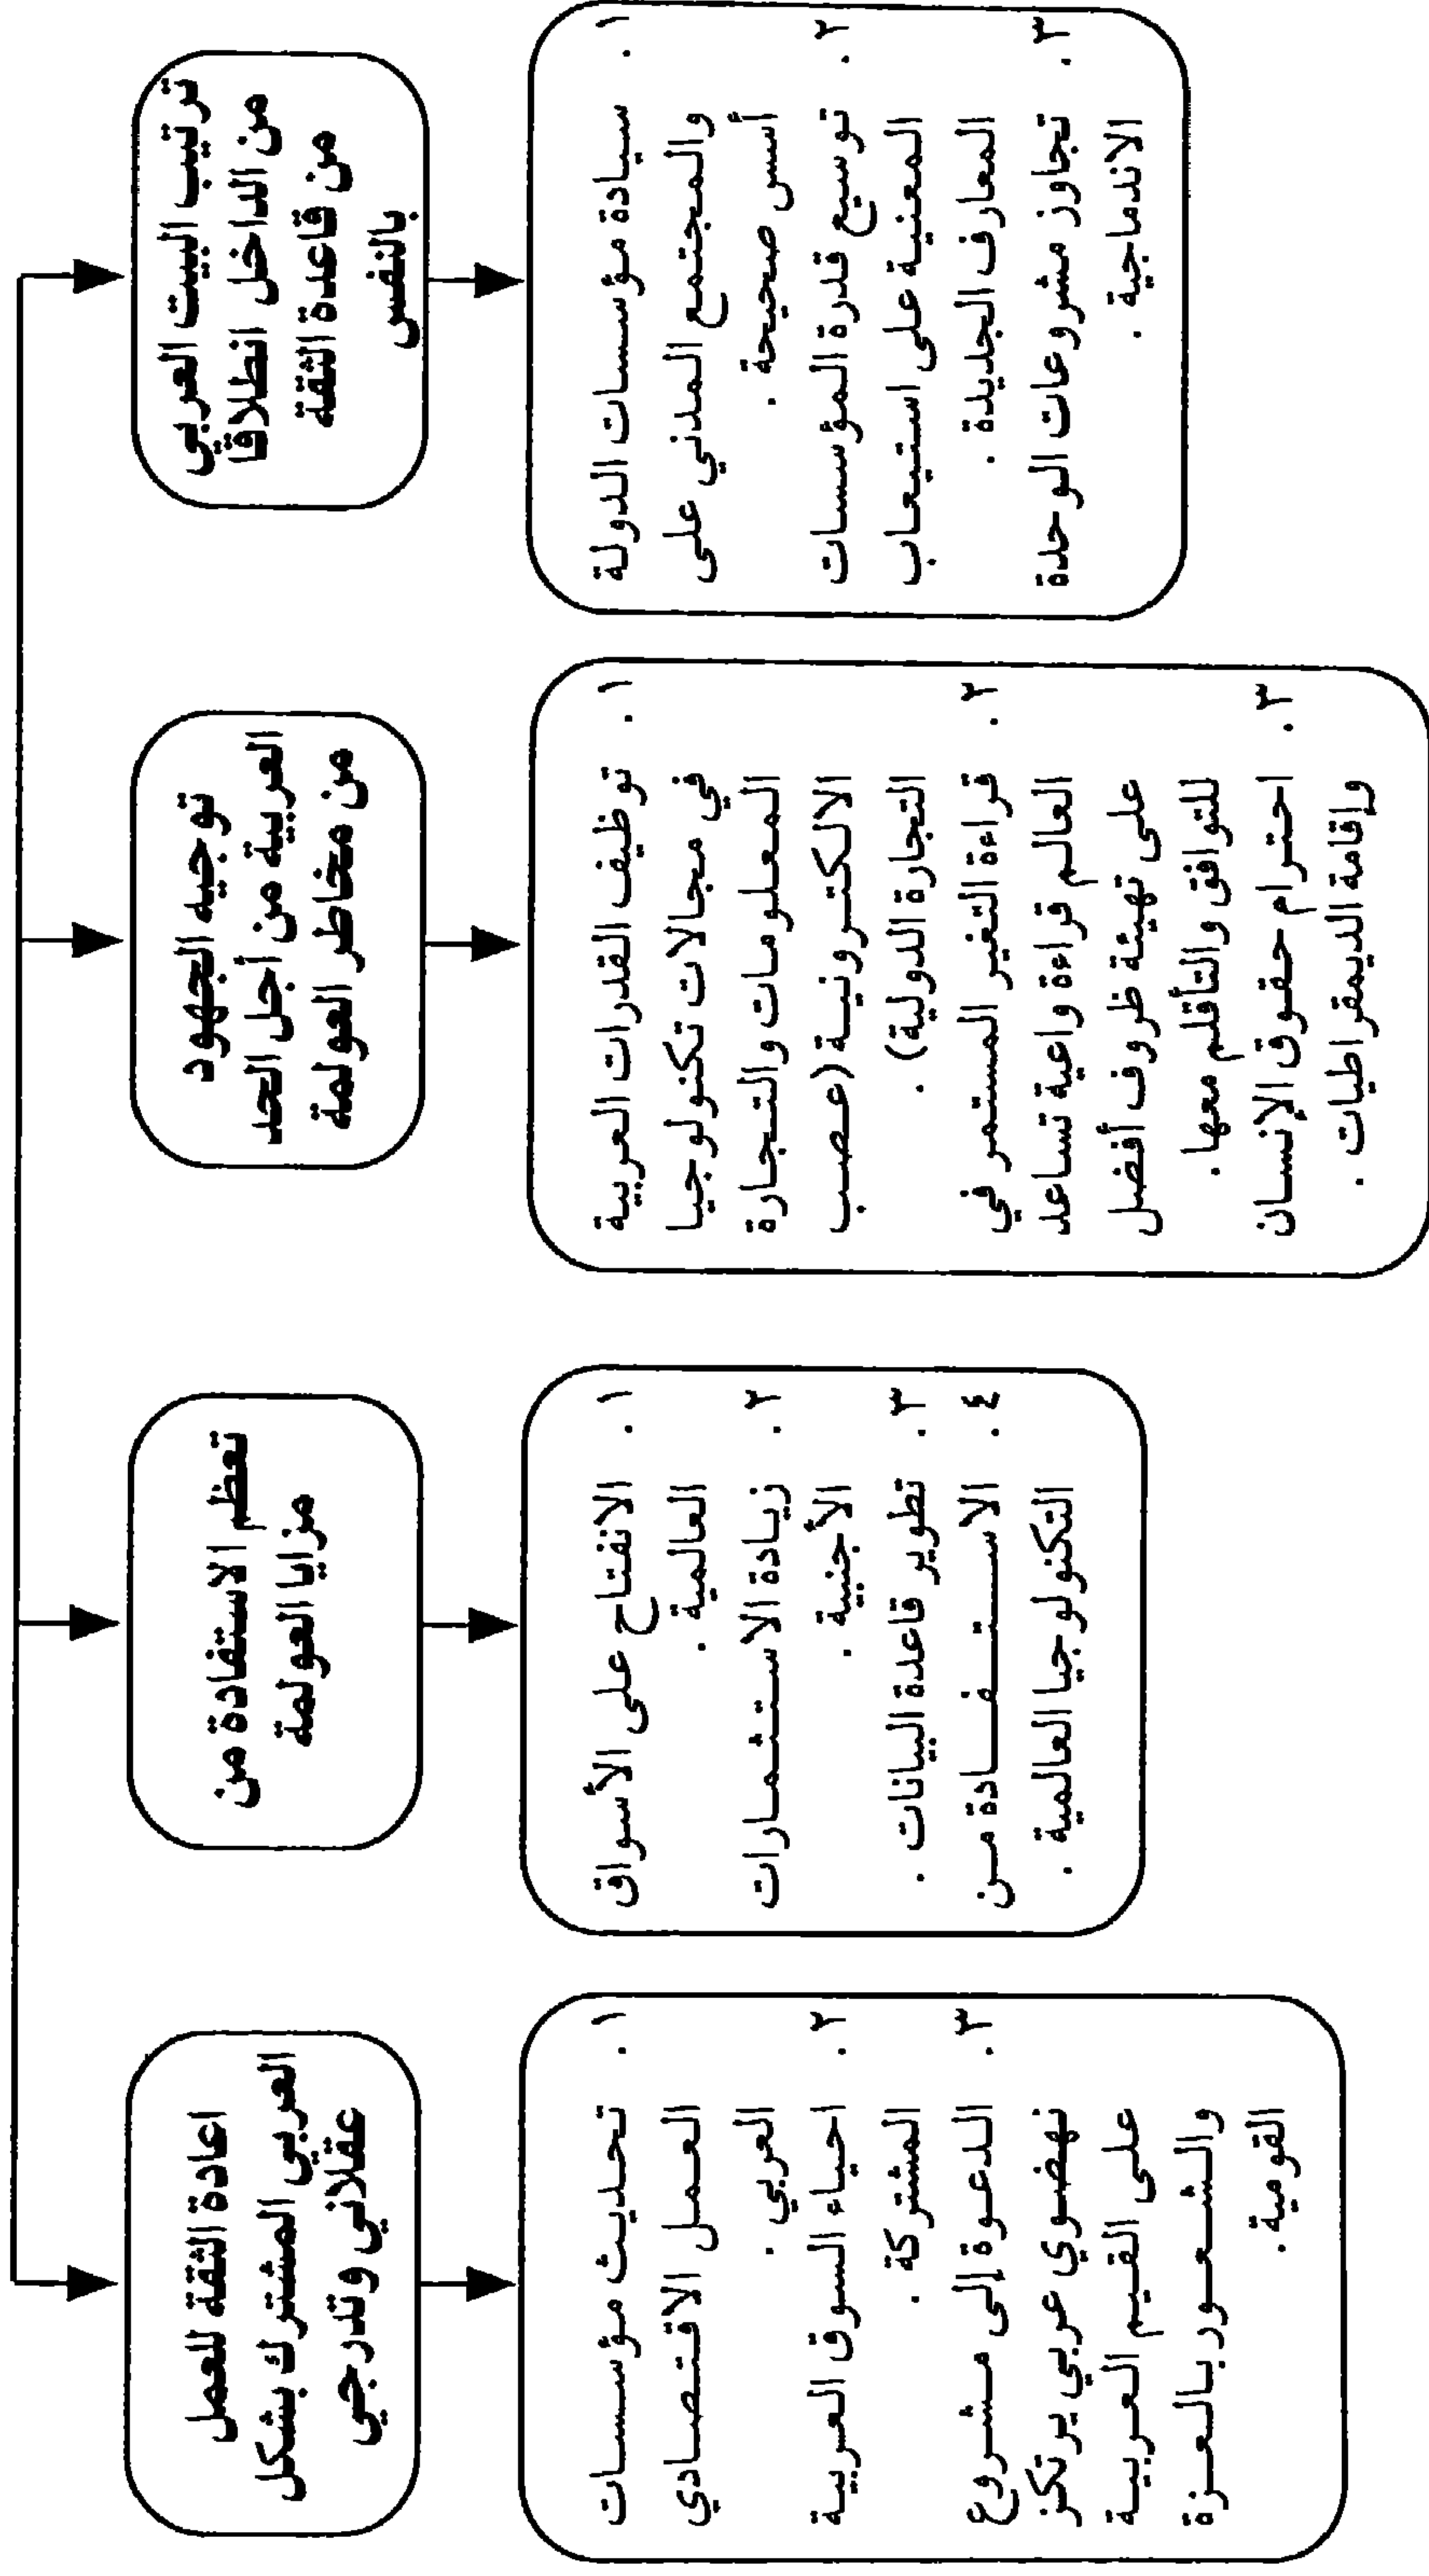 ترتيب البيت العربي
من الداخل انطلاقا
من قاعدة الثقة
بالنفس
١. سيادة مؤسسات الدولة
والمجتمع المدني على
أسس صحيحة .
٢. توسيع قدرة المؤسسات
المعنية على استيعاب
المعارف الجديدة .
٣. تجاوز مشروعات الوحدة
الاندماجية .
توجيه الجهود
العربية من أجل الحد
من مخاطر العولمة
١. توظيف القدرات العربية
في مجالات تكنولوجيا
المعلومات والتجارة
الالكترونية (عصب
التجارة الدولية) .
٢. قراءة التغير المستمر في
العالم قراءة واعية تساعد
على تهيئة ظروف أفضل
للتوافق والتأقلم معها.
٣. احترام حقوق الإنسان
وإقامة الديمقراطيات .
تعظم الاستفادة من
مزايا العولمة
١. الانفتاح على الأسواق
العالمية .
٢. زيادة الاستثمارات
الأجنبية .
٣. تطوير قاعدة البيانات .
٤. الاستفادة من
التكنولوجيا العالمية .
اعادة الثقة للعمل
العربي المشترك بشكل
عقلاني وتدرجي
١. تحديث مؤسسات
العمل الاقتصادي
العربي .
٢. احياء السوق العربية
المشتركة .
٣. الدعوة إلى مشروع
نهضوي عربي يرتكز
على القيم العربية
والشعور بالعزة
القومية.